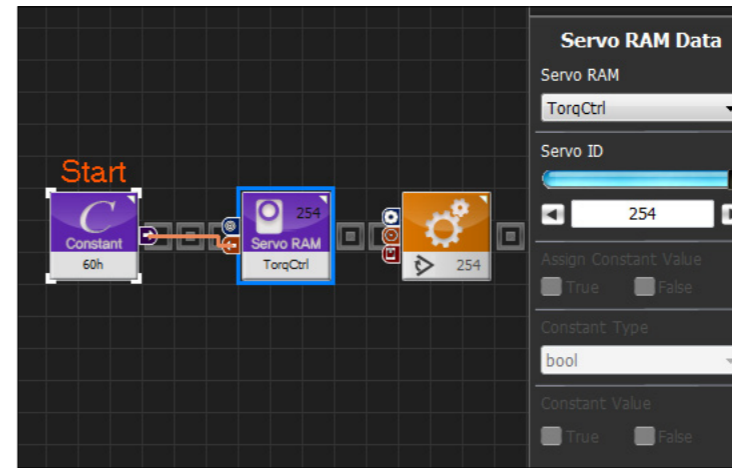 Start
C
Constant
60h
254
Servo RAM
TorqCtrl
254
Servo RAM Data
Servo RAM
TorqCtrl
Servo ID
254
Assign Constant Value
True False
Constant Type
bool
Constant Value
True False